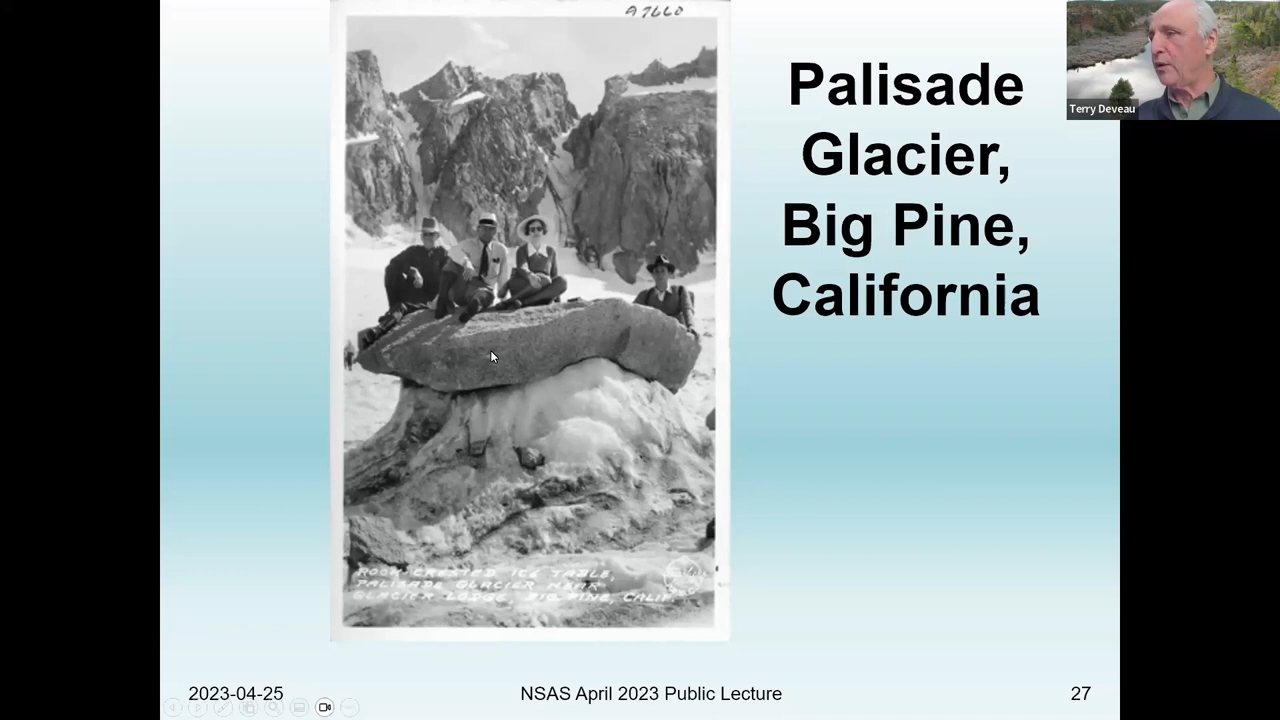 A7660
Palisade
Glacier,
Big Pine,
California
Terry Deveau
ROCK CRESTED ICE TABLE,
PALISADE GLACIER NEAR
GLACIER LODGE, BIG PINE, CALIF.
2023-04-25
NSAS April 2023 Public Lecture
27